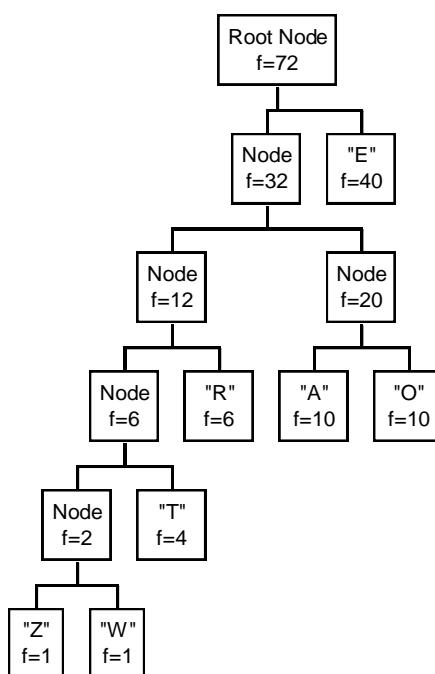 Root Node
f=72
Node
f=32
"E"
f=40
Node
f=12
Node
f=20
Node
f=6
"R"
f=6
"A"
f=10
"O"
f=10
Node
f=2
"T"
f=4
"Z"
f=1
"W"
f=1